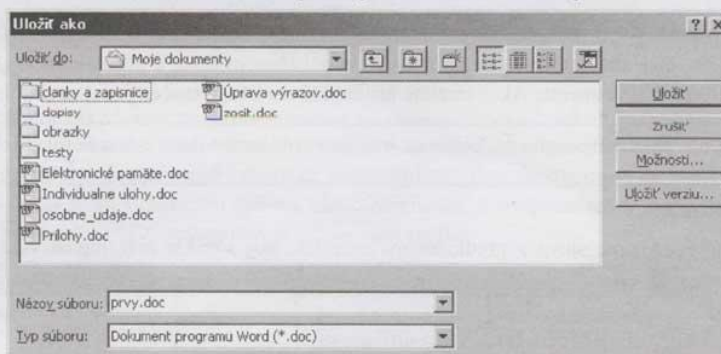 Uložiť ako
Uložiť do: Moje dokumenty
clanky a zapisnice
dopisy
obrazky
testy
Elektronické pamäte.doc
Individualne ulohy.doc
osobne_udaje.doc
Prílohy.doc
Úprava výrazov.doc
zosit.doc
Uložiť
Zrušiť
Možnosti...
Uložiť verziu...
Názov súboru: prvy.doc
Typ súboru: Dokument programu Word (*.doc)